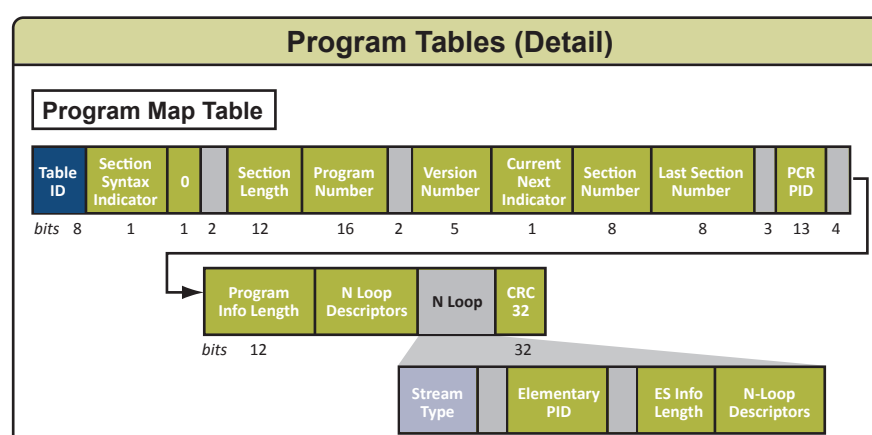 Program Tables (Detail)
Program Map Table
Table ID
Section Syntax Indicator
0
Section Length
Program Number
Version Number
Current Next Indicator
Section Number
Last Section Number
PCR PID
bits 8 1 1 2 12 16 2 5 1 8 8 3 13 4
Program Info Length
N Loop Descriptors
N Loop
CRC 32
bits 12 32
Stream Type
Elementary PID
ES Info Length
N-Loop Descriptors